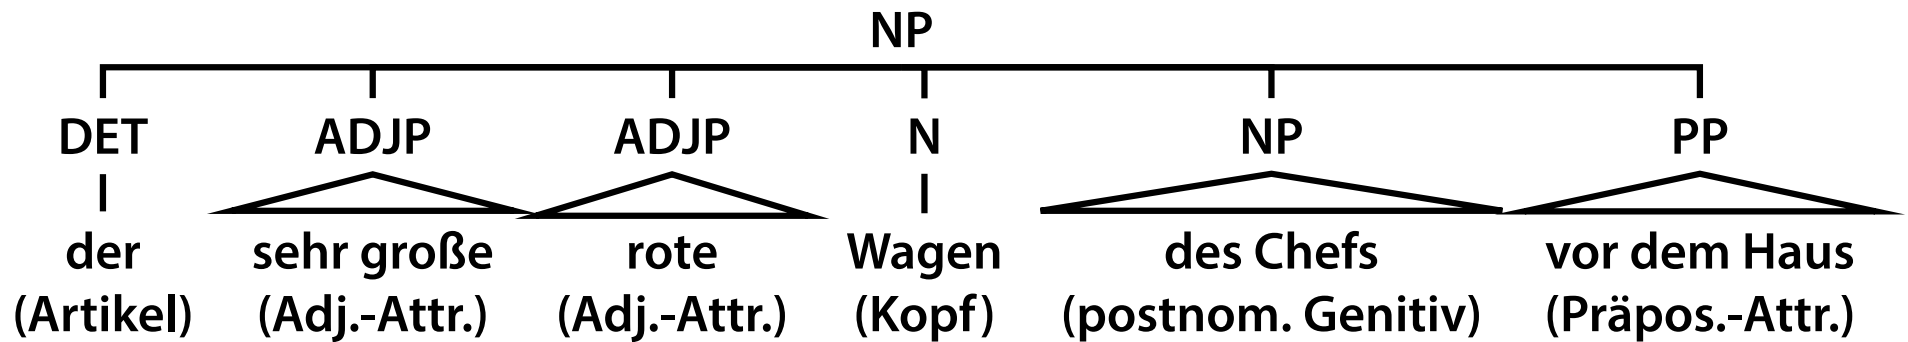 NP
DET ADJP ADJP N NP PP
der sehr große rote Wagen des Chefs vor dem Haus
(Artikel) (Adj.-Attr.) (Adj.-Attr.) (Kopf) (postnom. Genitiv) (Präpos.-Attr.)